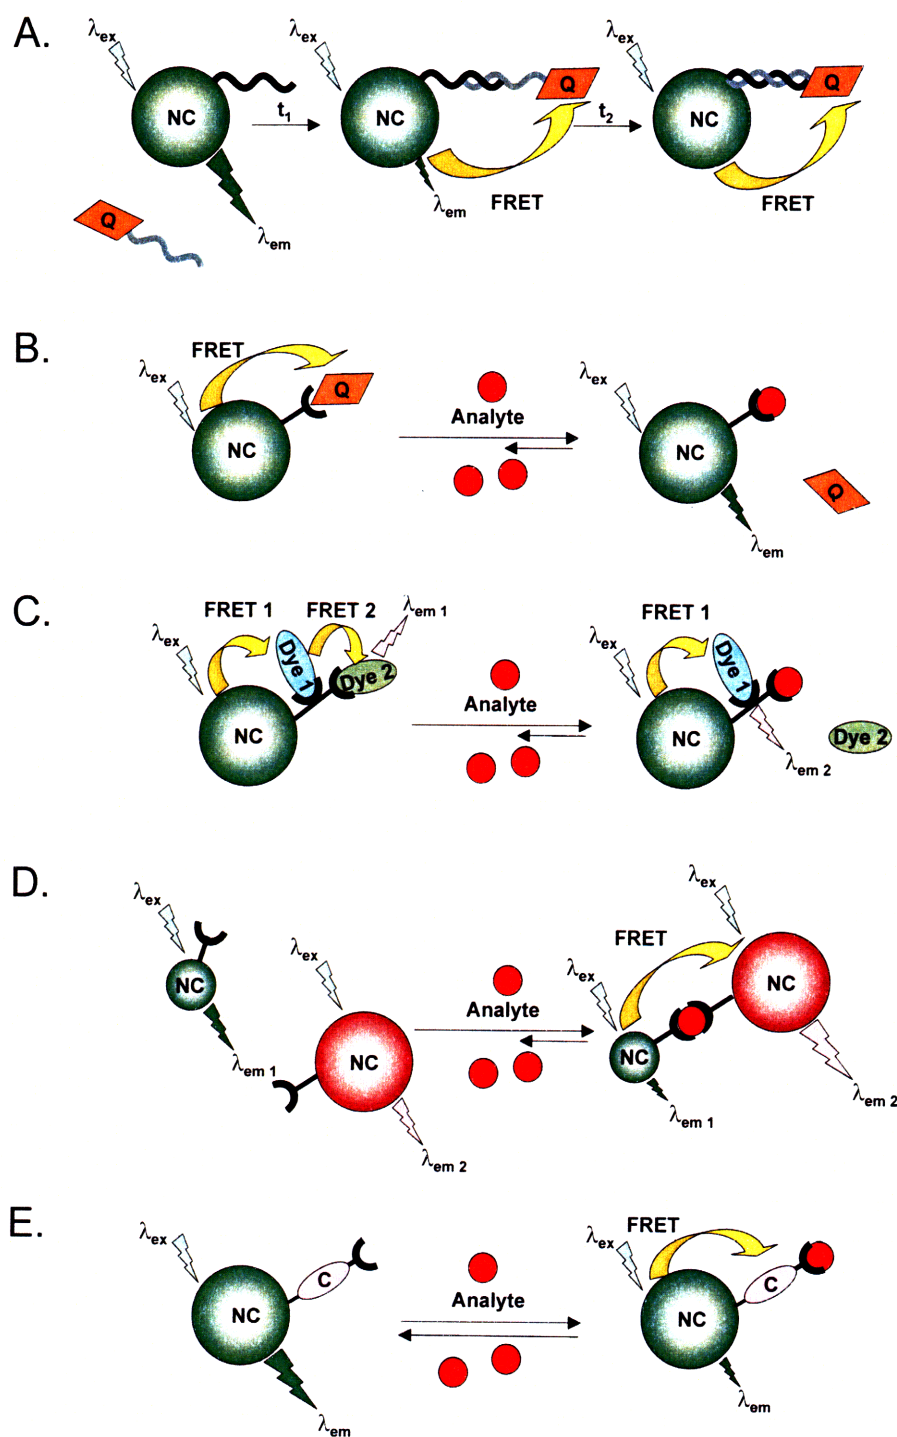 A.
λex
λex
λex
NC
t1
NC
Q
t2
NC
Q
Q
λem
λem
FRET
FRET
B.
FRET
λex
Q
NC
Analyte
λex
NC
Q
λem
C.
FRET 1
FRET 2
λem 1
λex
Dye 1
Dye 2
NC
Analyte
FRET 1
λex
Dye 1
NC
Dye 2
λem 2
D.
λex
NC
λem 1
λex
NC
λem 2
Analyte
FRET
λex
λex
NC
NC
λem 1
λem 2
E.
λex
C
NC
λem
Analyte
FRET
λex
C
NC
λem